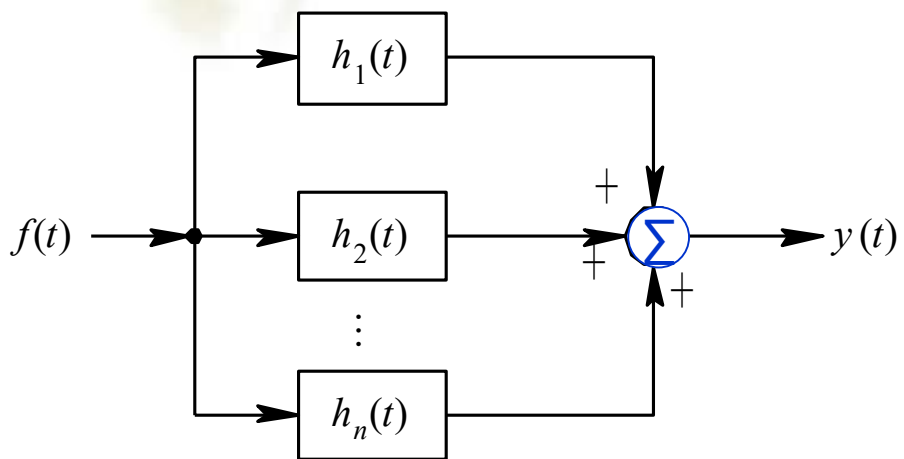 h₁(t)
+
f(t) h₂(t) Σ y(t)
+
+
⋮
hₙ(t)